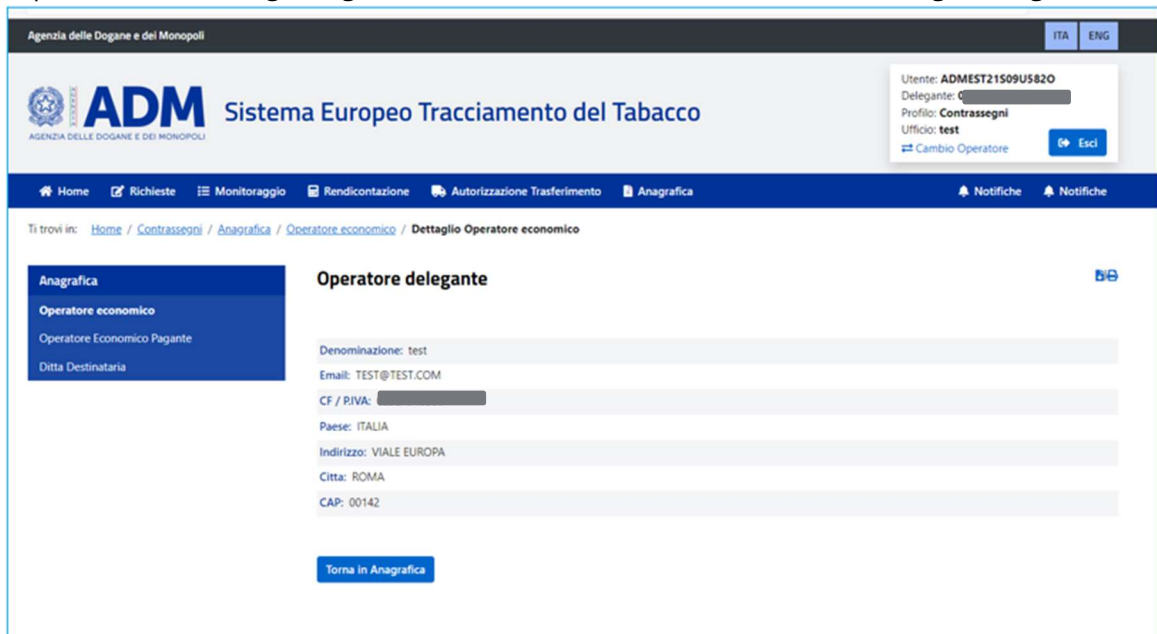 Agenzia delle Dogane e dei Monopoli
ITA ENG
ADM
AGENZIA DELLE DOGANE E DEI MONOPOLI
Sistema Europeo Tracciamento del Tabacco
Utente: ADMEST21S09U582O
Delegante:
Profilo: Contrassegni
Ufficio: test
Cambio Operatore
Esci
Home Richieste Monitoraggio Rendicontazione Autorizzazione Trasferimento Anagrafica Notifiche Notifiche
Ti trovi in: Home / Contrassegni / Anagrafica / Operatore economico / Dettaglio Operatore economico
Anagrafica
Operatore economico
Operatore Economico Pagante
Ditta Destinataria
Operatore delegante
Denominazione: test
Email: TEST@TEST.COM
CF / P.IVA:
Paese: ITALIA
Indirizzo: VIALE EUROPA
Citta: ROMA
CAP: 00142
Torna in Anagrafica